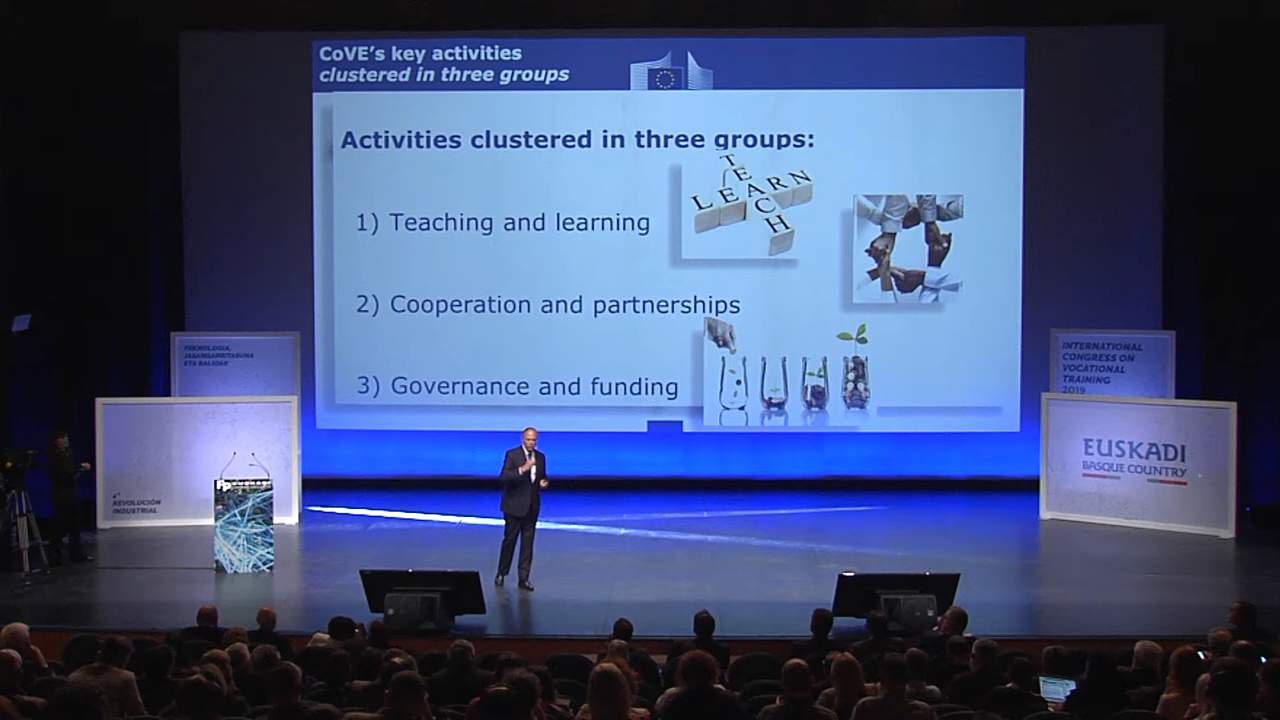 CoVE's key activities
clustered in three groups
Activities clustered in three groups:
TEACH
LEARN
1) Teaching and learning
2) Cooperation and partnerships
3) Governance and funding
TEKNOLOGIA,
JASANGARRITASUNA
ETA BALIOAK
INTERNATIONAL
CONGRESS ON
VOCATIONAL
TRAINING
2019
4ª
REVOLUCIÓN
INDUSTRIAL
FP EUSKADI
EUSKADI
BASQUE COUNTRY